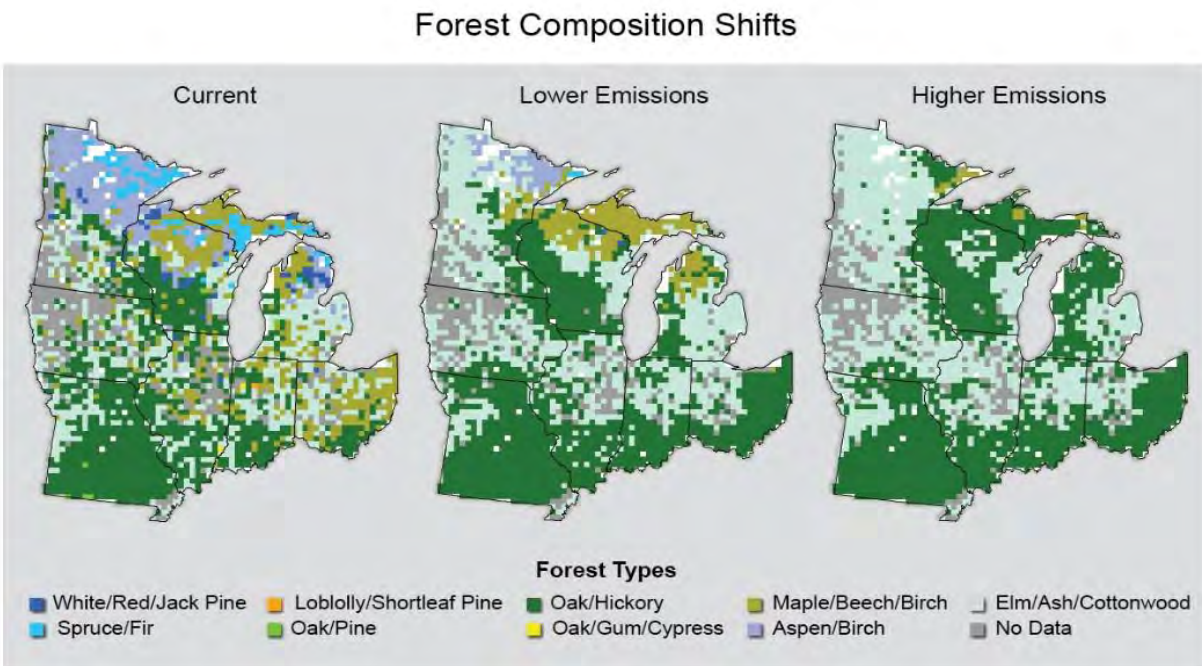 Forest Composition Shifts
Current
Lower Emissions
Higher Emissions
Forest Types
White/Red/Jack Pine
Loblolly/Shortleaf Pine
Oak/Hickory
Maple/Beech/Birch
Elm/Ash/Cottonwood
Spruce/Fir
Oak/Pine
Oak/Gum/Cypress
Aspen/Birch
No Data